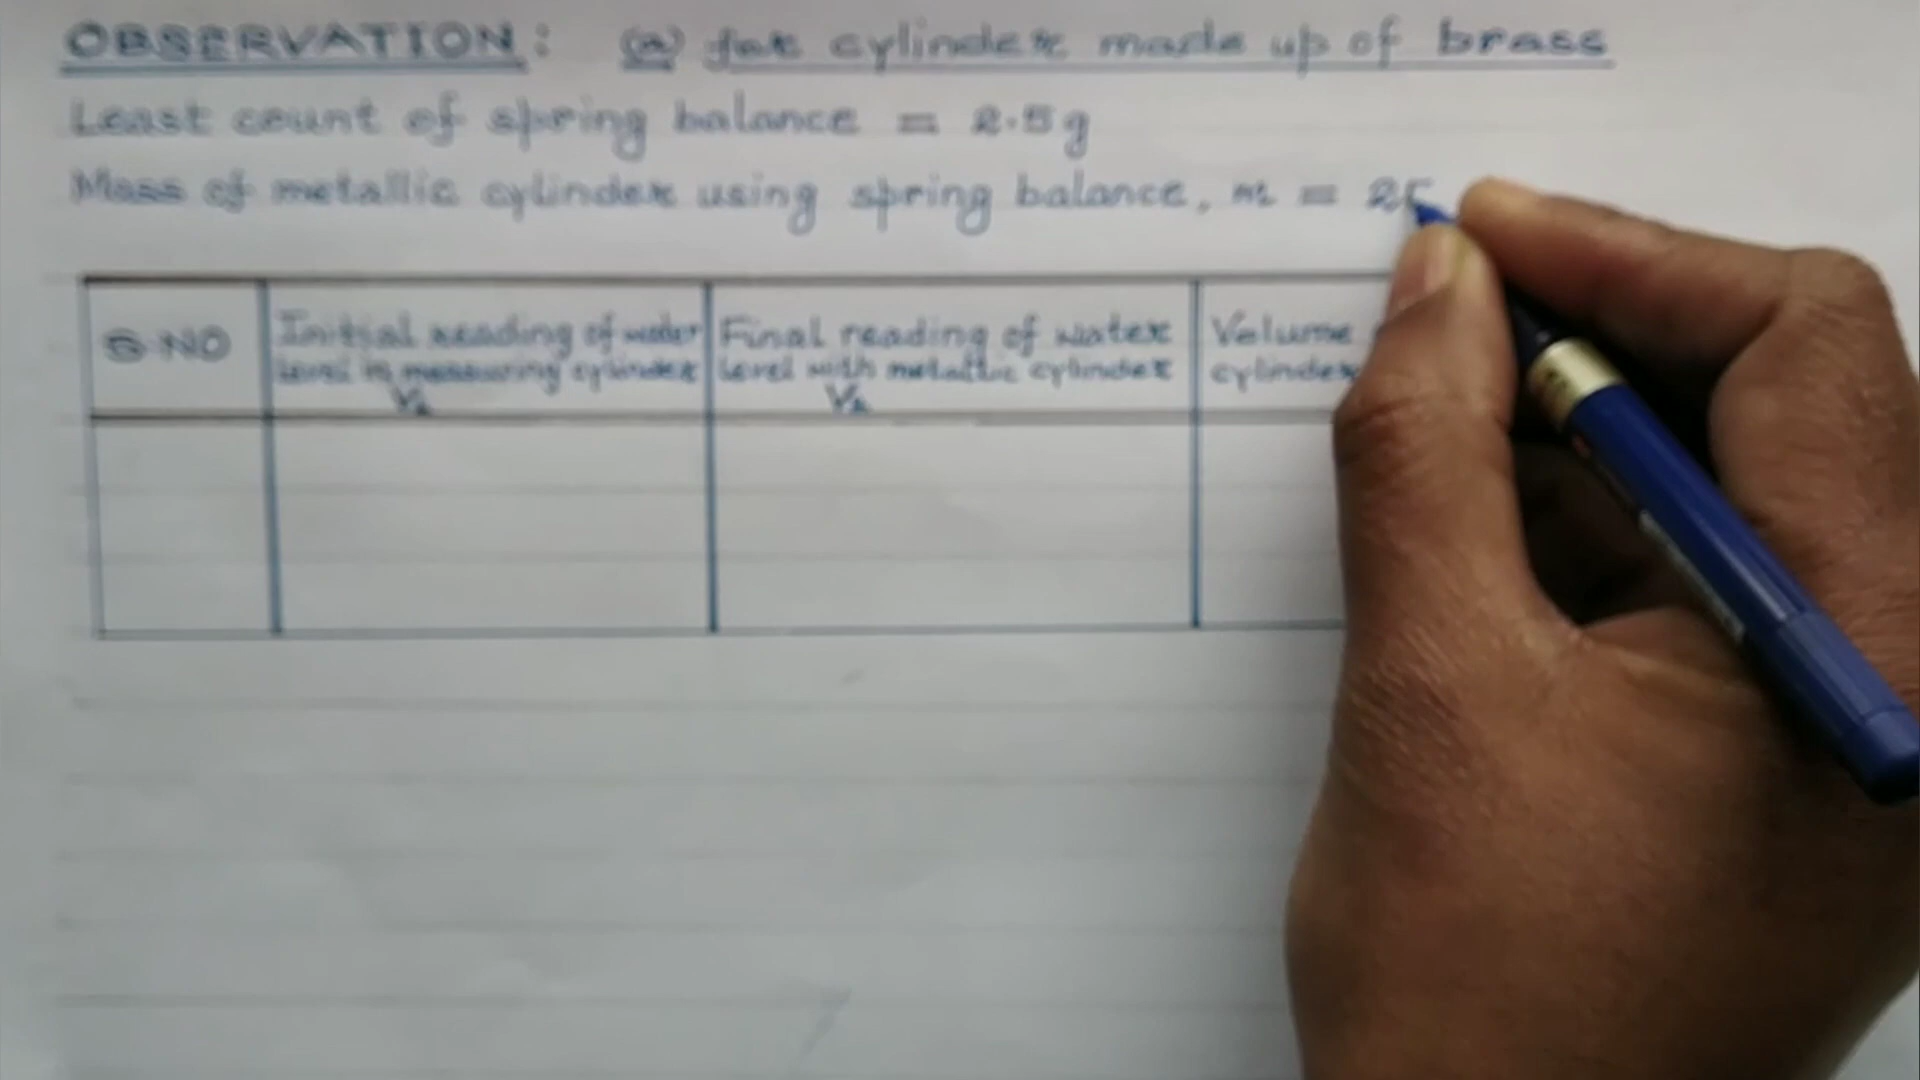 OBSERVATION: (a) for cylinder made up of brass
Least count of spring balance = 2.5g
Mass of metallic cylinder using spring balance, m = 25
S.NO
Initial reading of water
level in measuring cylinder
V₁
Final reading of water
level with metallic cylinder
V₂
Volume
cylinder